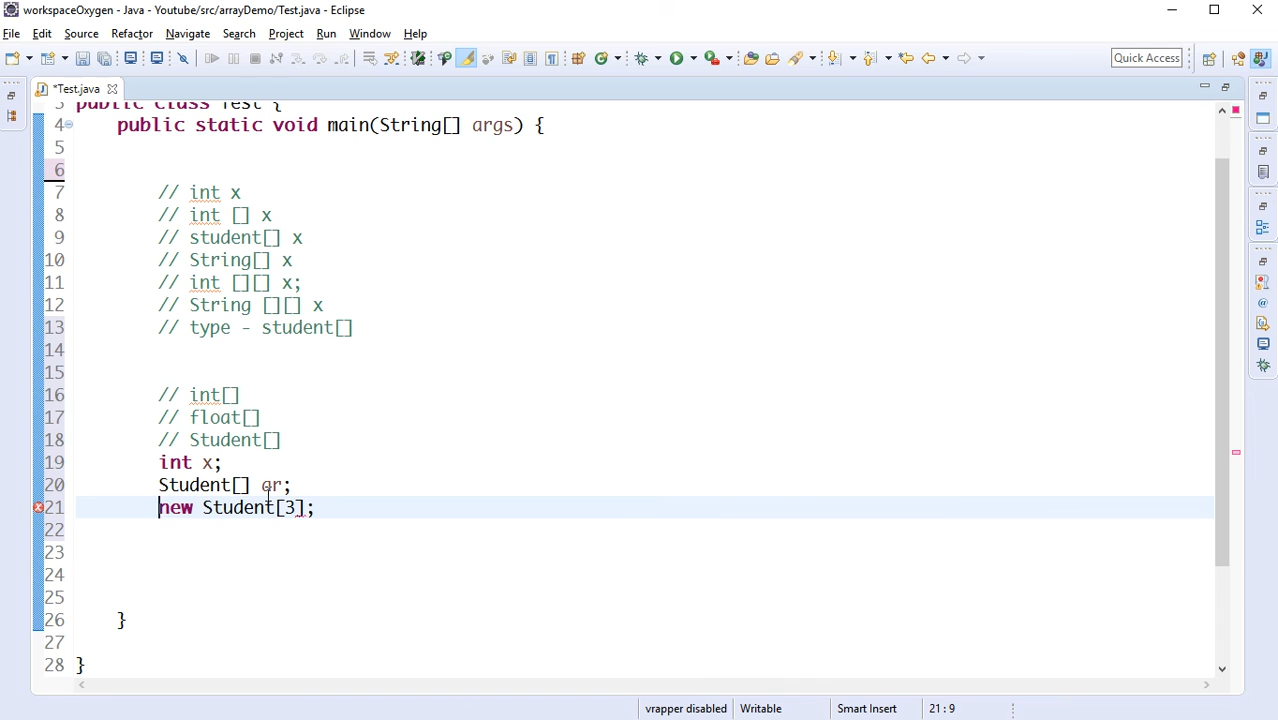 workspaceOxygen - Java - Youtube/src/arrayDemo/Test.java - Eclipse
File Edit Source Refactor Navigate Search Project Run Window Help
Quick Access
*Test.java
3 public class Test {
4 public static void main(String[] args) {
5
6
7 // int x
8 // int [] x
9 // student[] x
10 // String[] x
11 // int [][] x;
12 // String [][] x
13 // type - student[]
14
15
16 // int[]
17 // float[]
18 // Student[]
19 int x;
20 Student[] ar;
21 new Student[3];
22
23
24
25
26 }
27
28 }
vrapper disabled Writable Smart Insert 21 : 9